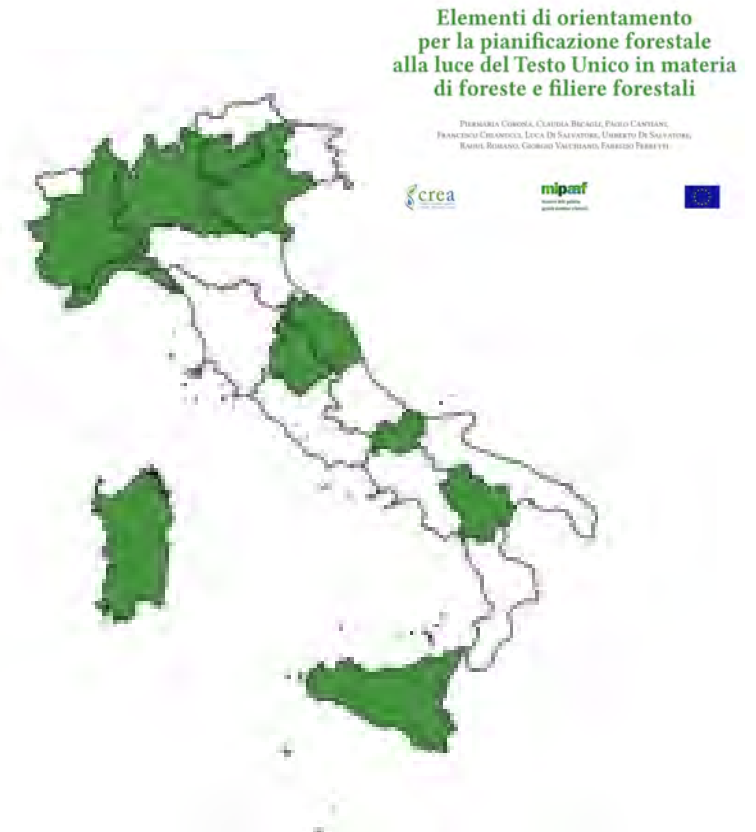 Elementi di orientamento
per la pianificazione forestale
alla luce del Testo Unico in materia
di foreste e filiere forestali
Piermaria Corona, Claudia Becagli, Paolo Cantiani,
Francesco Chianucci, Luca Di Salvatore, Umberto Di Salvatore,
Raoul Romano, Giorgio Vacchiano, Fabrizio Ferretti
crea
mipaaf